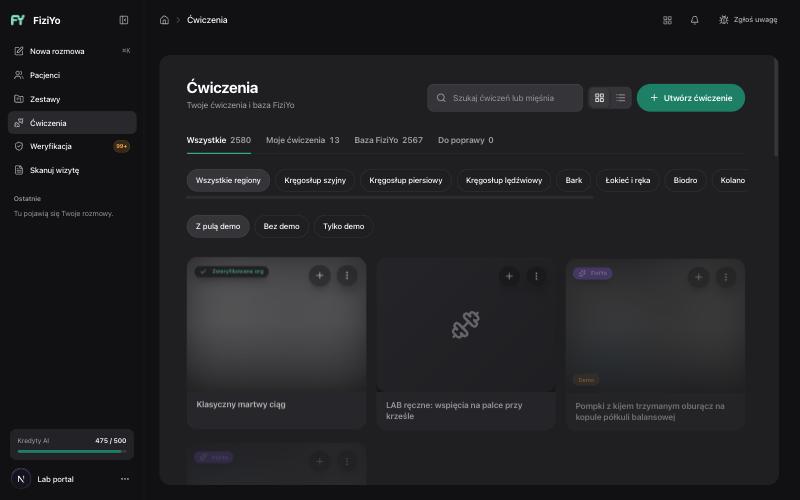 FiziYo
Ćwiczenia
Zgłoś uwagę
Nowa rozmowa ⌘K
Pacjenci
Zestawy
Ćwiczenia
Weryfikacja 99+
Skanuj wizytę
Ostatnie
Tu pojawią się Twoje rozmowy.
Kredyty AI 475 / 500
N Lab portal
Ćwiczenia
Twoje ćwiczenia i baza FiziYo
Szukaj ćwiczeń lub mięśnia
Utwórz ćwiczenie
Wszystkie 2580 Moje ćwiczenia 13 Baza FiziYo 2567 Do poprawy 0
Wszystkie regiony Kręgosłup szyjny Kręgosłup piersiowy Kręgosłup lędźwiowy Bark Łokieć i ręka Biodro Kolano
Z pulą demo Bez demo Tylko demo
Zweryfikowane org
FiziYo
Demo
Klasyczny martwy ciąg
LAB ręczne: wspięcia na palce przy
krześle
Pompki z kijem trzymanym oburącz na
kopule półkuli balansowej
FiziYo